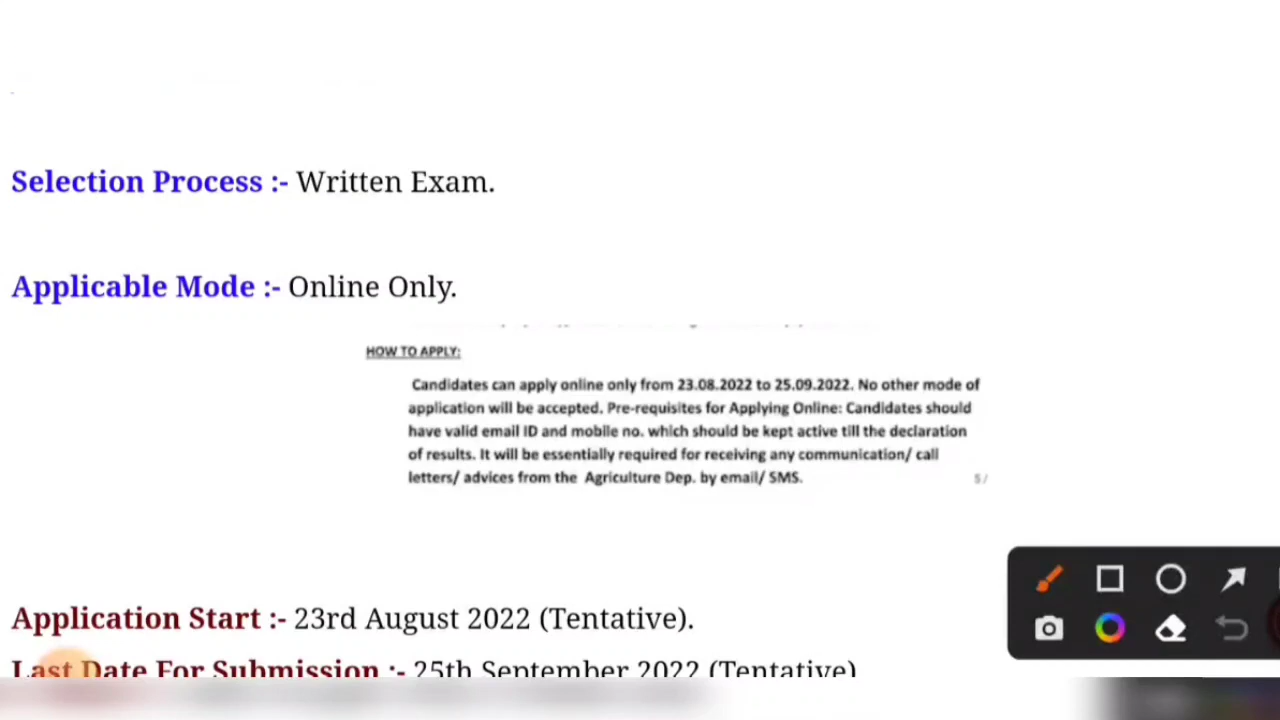 Selection Process :- Written Exam.
Applicable Mode :- Online Only.
HOW TO APPLY:
Candidates can apply online only from 23.08.2022 to 25.09.2022. No other mode of
application will be accepted. Pre-requisites for Applying Online: Candidates should
have valid email ID and mobile no. which should be kept active till the declaration
of results. It will be essentially required for receiving any communication/ call
letters/ advices from the Agriculture Dep. by email/ SMS.
Application Start :- 23rd August 2022 (Tentative).
Last Date For Submission :- 25th September 2022 (Tentative)